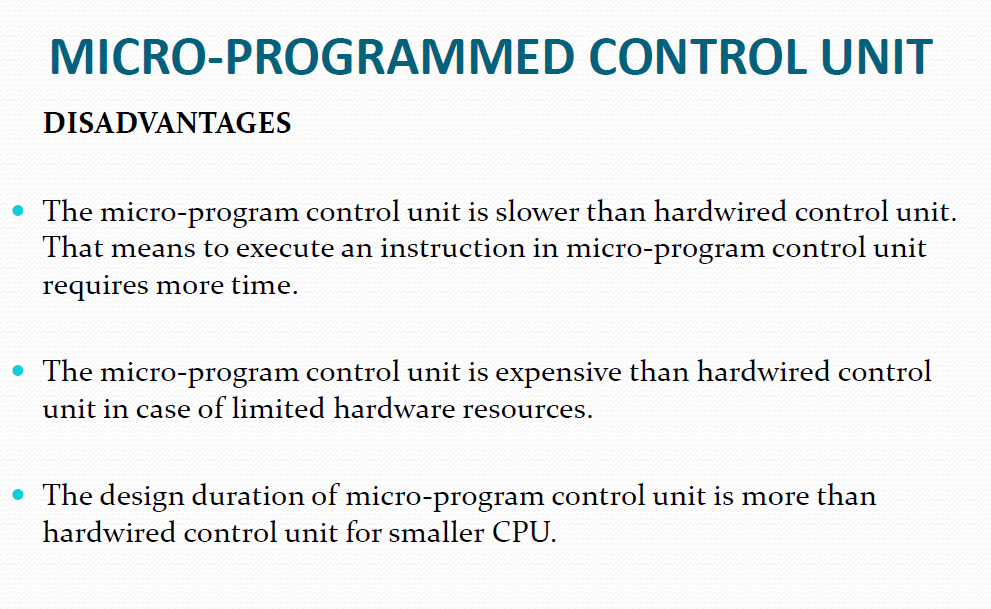 MICRO-PROGRAMMED CONTROL UNIT
DISADVANTAGES
• The micro-program control unit is slower than hardwired control unit.
That means to execute an instruction in micro-program control unit
requires more time.
• The micro-program control unit is expensive than hardwired control
unit in case of limited hardware resources.
• The design duration of micro-program control unit is more than
hardwired control unit for smaller CPU.